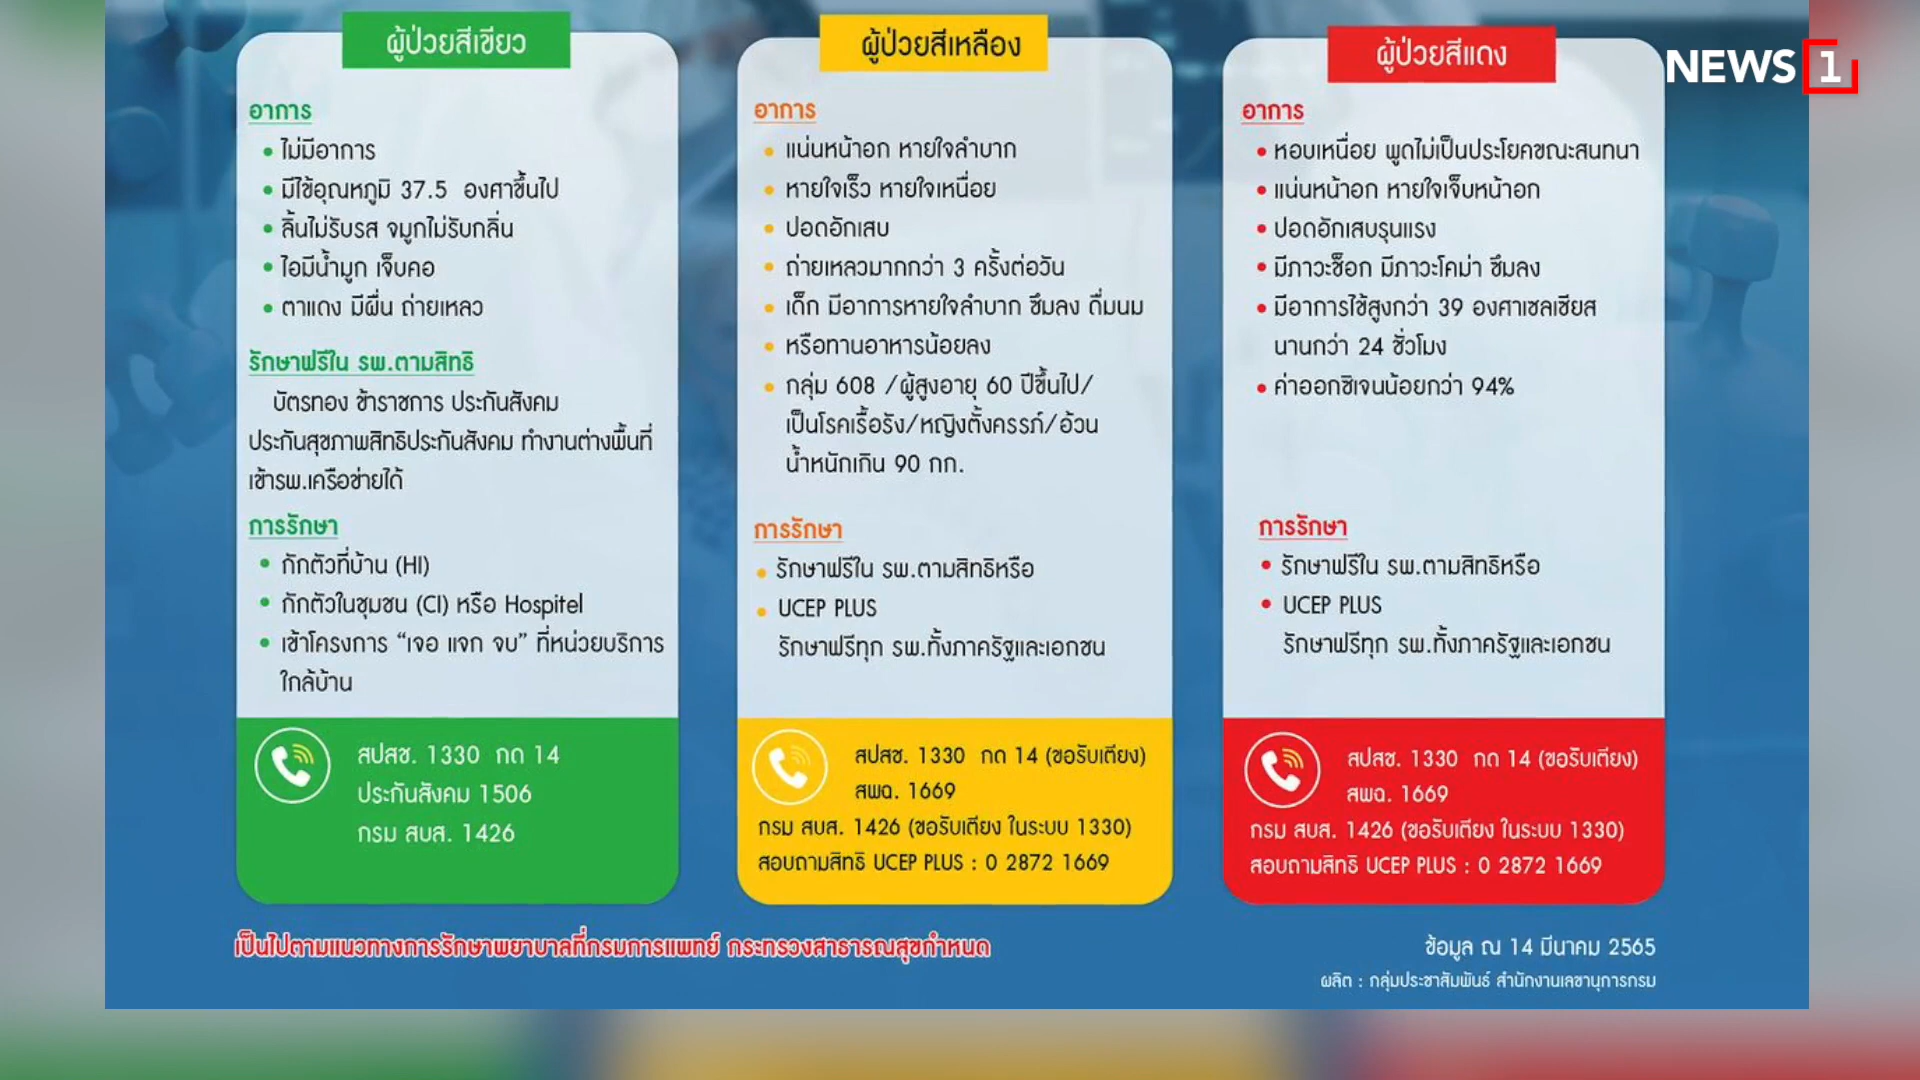 NEWS 1
ผู้ป่วยสีเขียว
อาการ
• ไม่มีอาการ
• มีไข้อุณหภูมิ 37.5 องศาขึ้นไป
• ลิ้นไม่รับรส จมูกไม่รับกลิ่น
• ไอมีน้ำมูก เจ็บคอ
• ตาแดง มีผื่น ถ่ายเหลว
รักษาฟรีใน รพ.ตามสิทธิ
บัตรทอง ข้าราชการ ประกันสังคม
ประกันสุขภาพสิทธิประกันสังคม ทำงานต่างพื้นที่
เข้ารพ.เครือข่ายได้
การรักษา
• กักตัวที่บ้าน (HI)
• กักตัวในชุมชน (CI) หรือ Hospitel
• เข้าโครงการ “เจอ แจก จบ” ที่หน่วยบริการ
ใกล้บ้าน
สปสช. 1330 กด 14
ประกันสังคม 1506
กรม สบส. 1426
ผู้ป่วยสีเหลือง
อาการ
• แน่นหน้าอก หายใจลำบาก
• หายใจเร็ว หายใจเหนื่อย
• ปอดอักเสบ
• ถ่ายเหลวมากกว่า 3 ครั้งต่อวัน
• เด็ก มีอาการหายใจลำบาก ซึมลง ดื่มนม
• หรือทานอาหารน้อยลง
• กลุ่ม 608 /ผู้สูงอายุ 60 ปีขึ้นไป/
เป็นโรคเรื้อรัง/หญิงตั้งครรภ์/อ้วน
น้ำหนักเกิน 90 กก.
การรักษา
• รักษาฟรีใน รพ.ตามสิทธิหรือ
• UCEP PLUS
รักษาฟรีทุก รพ.ทั้งภาครัฐและเอกชน
สปสช. 1330 กด 14 (ขอรับเตียง)
สพฉ. 1669
กรม สบส. 1426 (ขอรับเตียง ในระบบ 1330)
สอบถามสิทธิ UCEP PLUS : 0 2872 1669
ผู้ป่วยสีแดง
อาการ
• หอบเหนื่อย พูดไม่เป็นประโยคขณะสนทนา
• แน่นหน้าอก หายใจเจ็บหน้าอก
• ปอดอักเสบรุนแรง
• มีภาวะช็อก มีภาวะโคม่า ซึมลง
• มีอาการไข้สูงกว่า 39 องศาเซลเซียส
นานกว่า 24 ชั่วโมง
• ค่าออกซิเจนน้อยกว่า 94%
การรักษา
• รักษาฟรีใน รพ.ตามสิทธิหรือ
• UCEP PLUS
รักษาฟรีทุก รพ.ทั้งภาครัฐและเอกชน
สปสช. 1330 กด 14 (ขอรับเตียง)
สพฉ. 1669
กรม สบส. 1426 (ขอรับเตียง ในระบบ 1330)
สอบถามสิทธิ UCEP PLUS : 0 2872 1669
เป็นไปตามแนวทางการรักษาพยาบาลที่กรมการแพทย์ กระทรวงสาธารณสุขกำหนด
ข้อมูล ณ 14 มีนาคม 2565
ผลิต : กลุ่มประชาสัมพันธ์ สำนักงานเลขานุการกรม